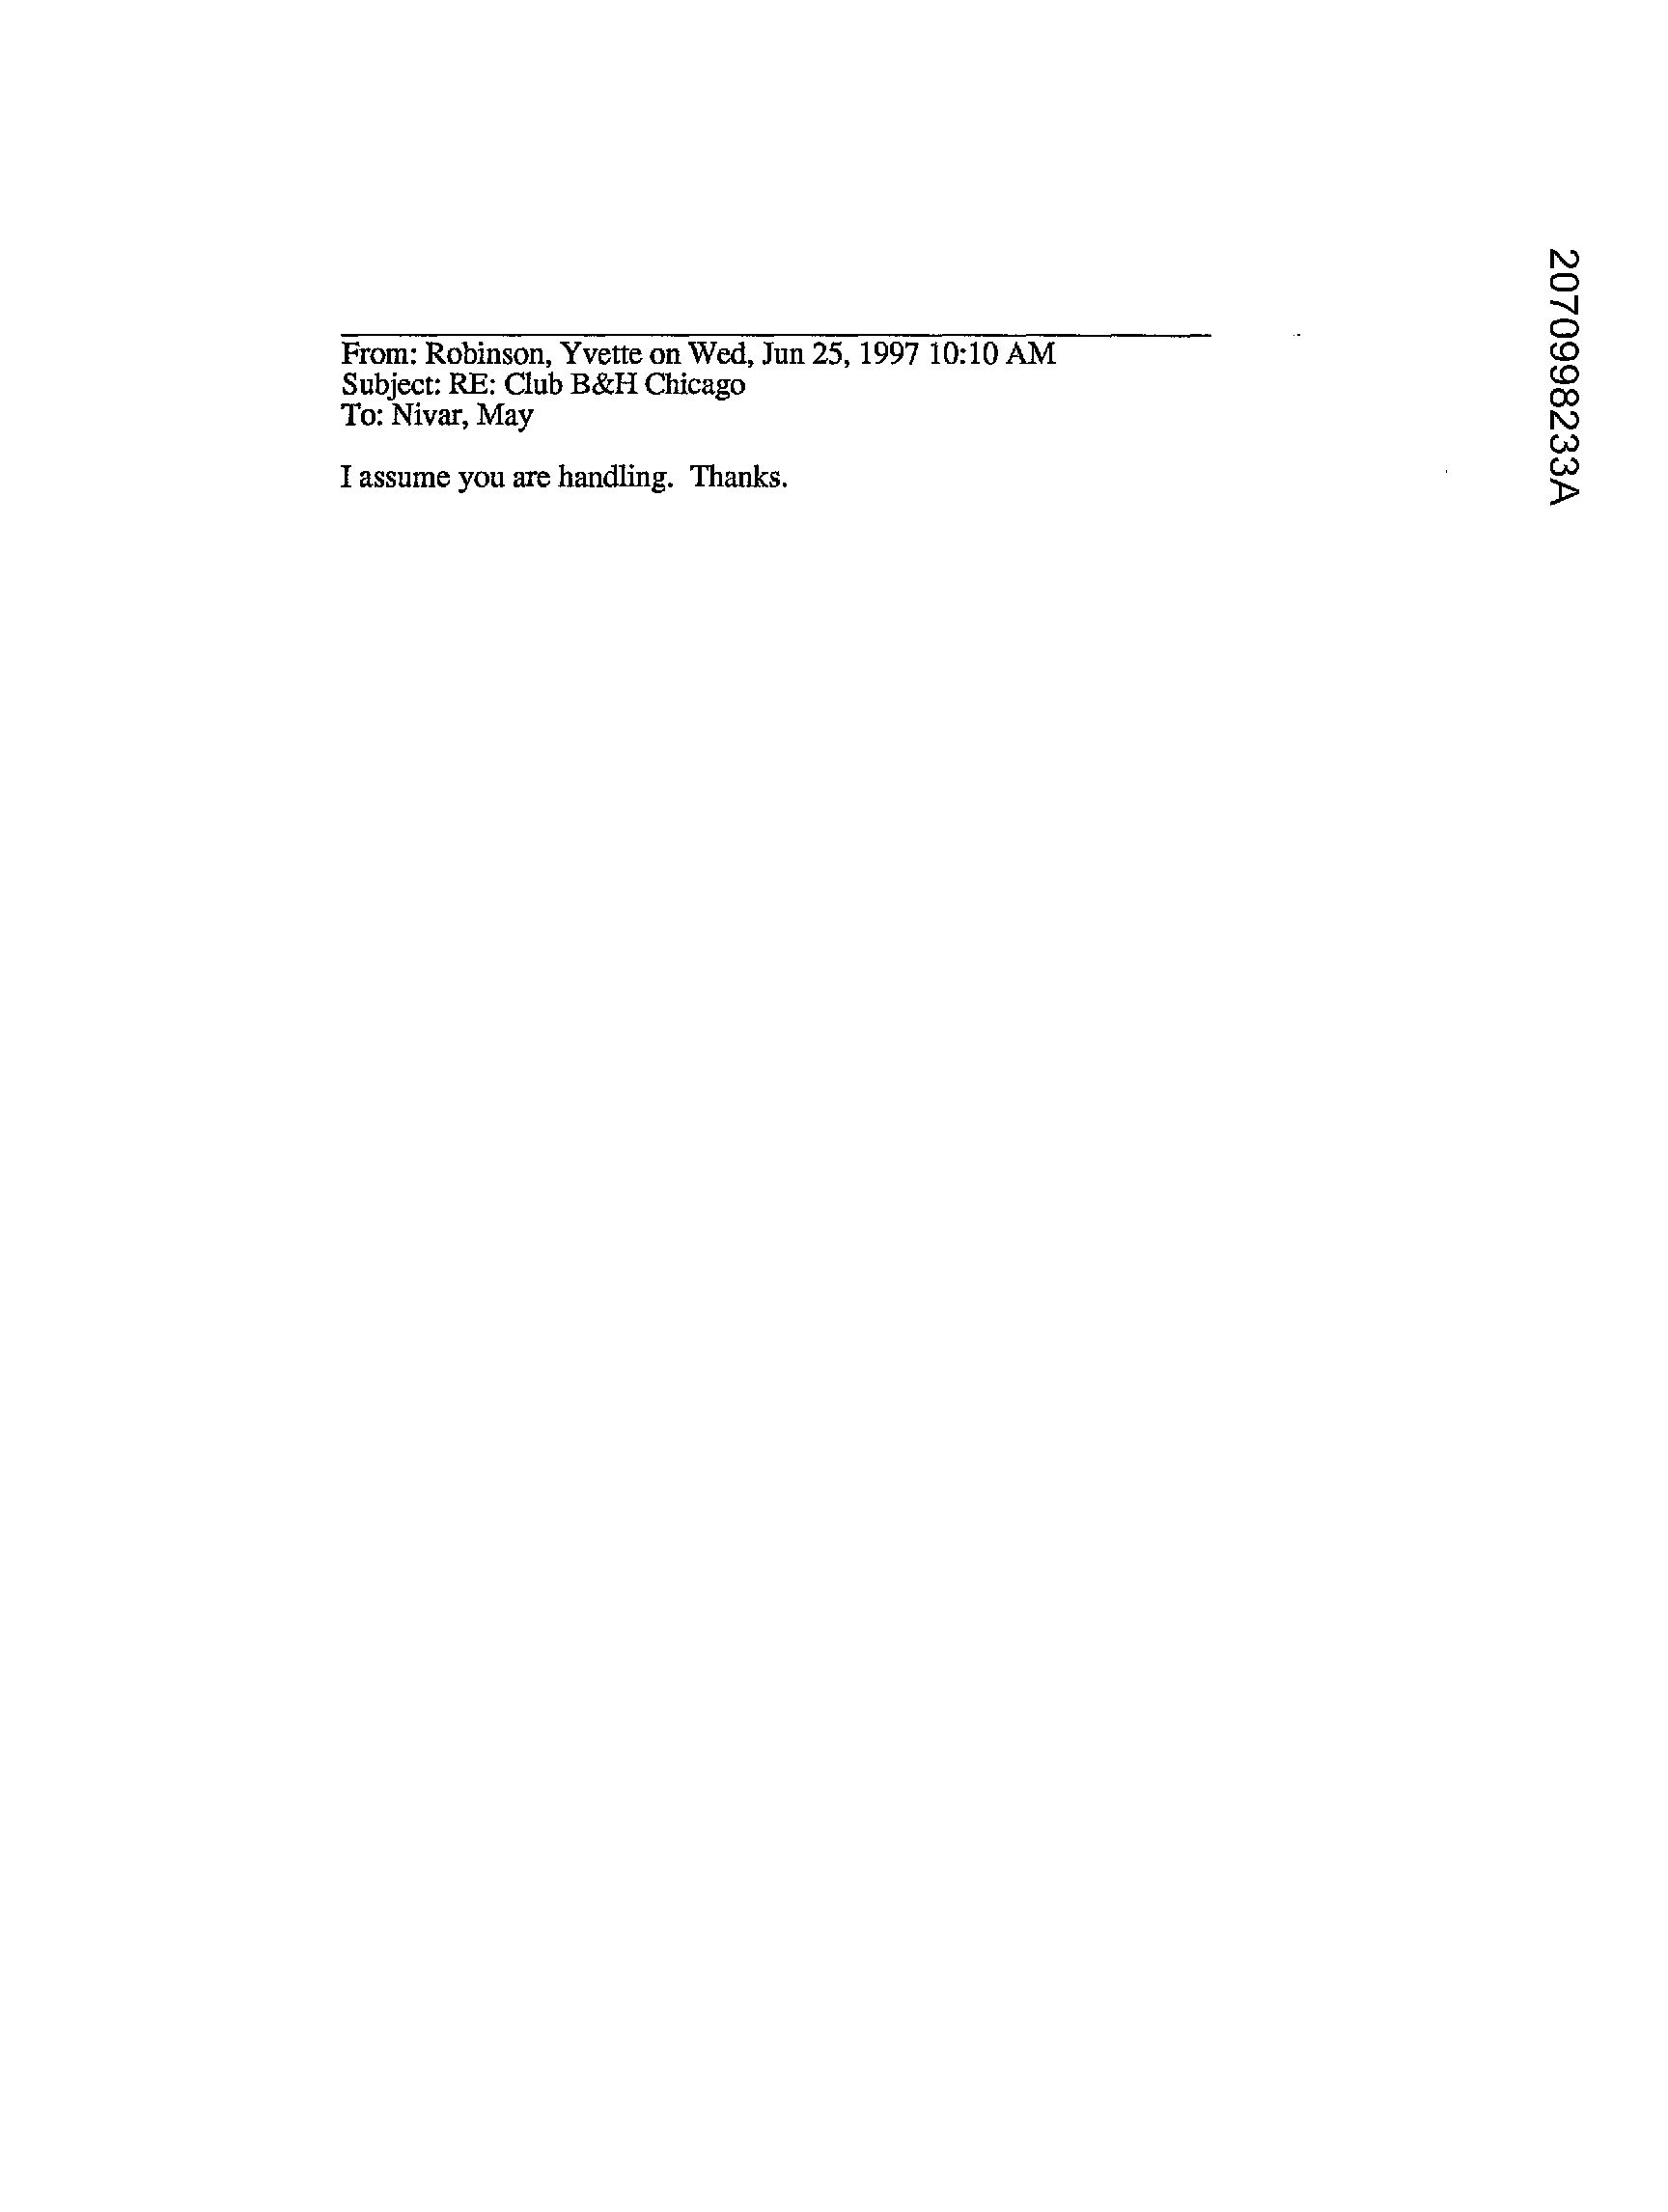 From: Robinson, Yvette on Wed, Jun 25, 1997 10:10 AM
Subject: RE: Club B&H Chicago
To: Nivar, May
I assume you are handling. Thanks.
2070998233A